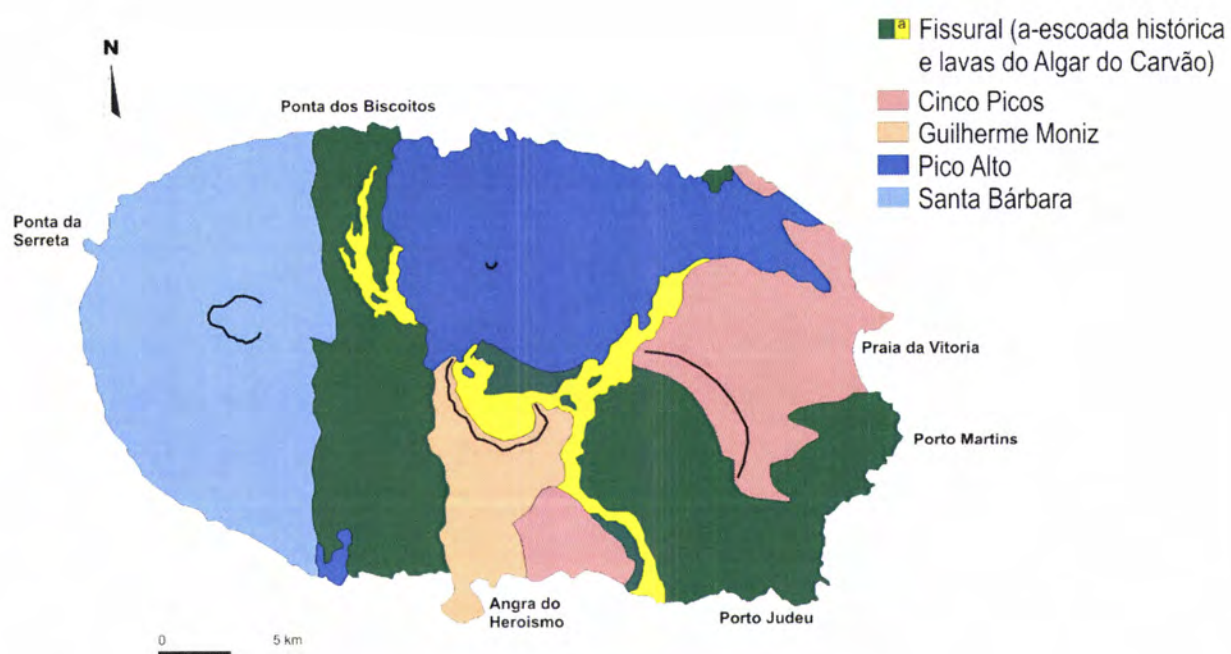 a Fissural (a-escoada histórica
e lavas do Algar do Carvão)
Cinco Picos
Guilherme Moniz
Pico Alto
Santa Bárbara
N
Ponta dos Biscoitos
Ponta da
Serreta
Praia da Vitoria
Porto Martins
Angra do
Heroismo
Porto Judeu
0 5 km